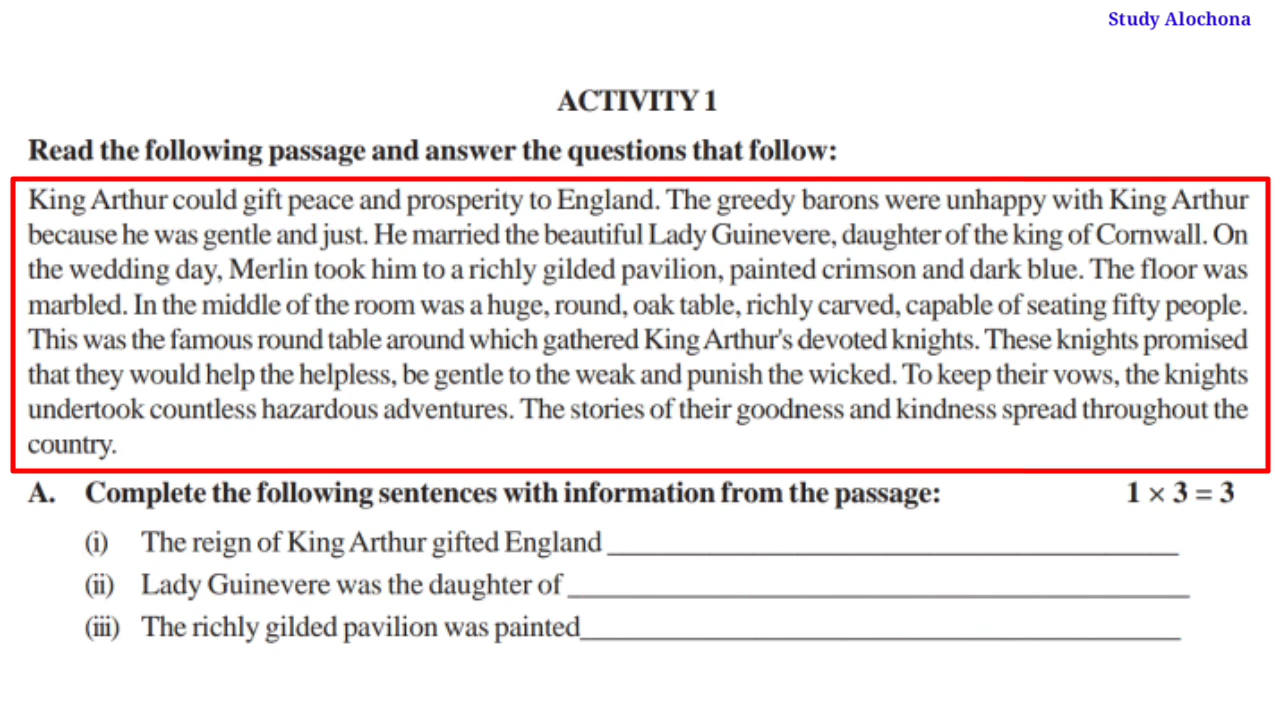 Study Alochona
ACTIVITY 1
Read the following passage and answer the questions that follow:
King Arthur could gift peace and prosperity to England. The greedy barons were unhappy with King Arthur
because he was gentle and just. He married the beautiful Lady Guinevere, daughter of the king of Cornwall. On
the wedding day, Merlin took him to a richly gilded pavilion, painted crimson and dark blue. The floor was
marbled. In the middle of the room was a huge, round, oak table, richly carved, capable of seating fifty people.
This was the famous round table around which gathered King Arthur's devoted knights. These knights promised
that they would help the helpless, be gentle to the weak and punish the wicked. To keep their vows, the knights
undertook countless hazardous adventures. The stories of their goodness and kindness spread throughout the
country.
A. Complete the following sentences with information from the passage: 1 × 3 = 3
(i) The reign of King Arthur gifted England ____________________
(ii) Lady Guinevere was the daughter of ____________________
(iii) The richly gilded pavilion was painted____________________